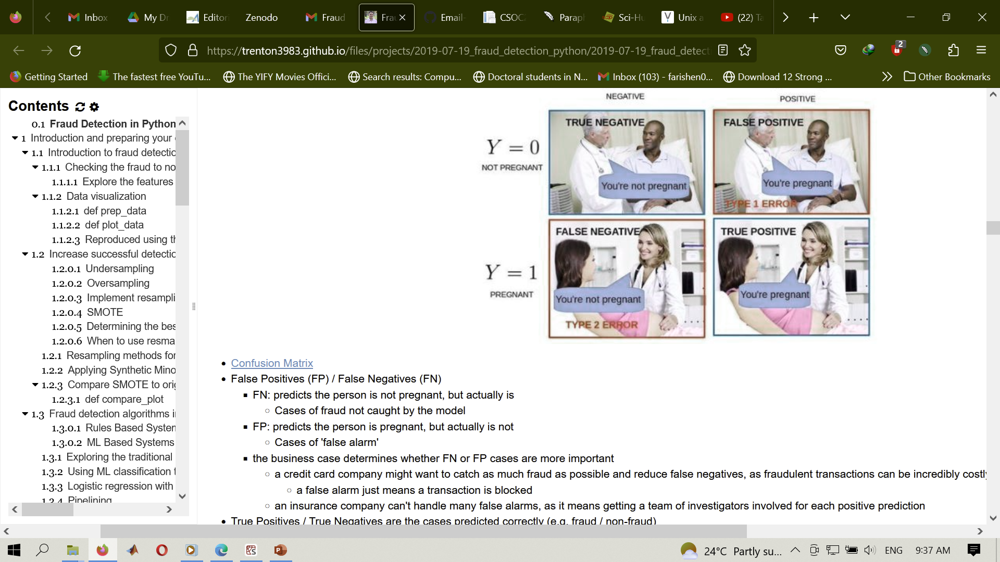 Inbox
My Dr
Editori
Zenodo
Fraud
Frau
Email-
CSOC2
Paraph
Sci-Hu
Unix a
(22) Ta
https://trenton3983.github.io/files/projects/2019-07-19_fraud_detection_python/2019-07-19_fraud_detect
2
Getting Started
The fastest free YouTu...
The YIFY Movies Offici...
Search results: Compu...
Doctoral students in N...
Inbox (103) - farishen0...
Download 12 Strong ...
Other Bookmarks
Contents
0.1 Fraud Detection in Python
1 Introduction and preparing your
1.1 Introduction to fraud detectio
1.1.1 Checking the fraud to no
1.1.1.1 Explore the features
1.1.2 Data visualization
1.1.2.1 def prep_data
1.1.2.2 def plot_data
1.1.2.3 Reproduced using th
1.2 Increase successful detectio
1.2.0.1 Undersampling
1.2.0.2 Oversampling
1.2.0.3 Implement resampli
1.2.0.4 SMOTE
1.2.0.5 Determining the bes
1.2.0.6 When to use resma
1.2.1 Resampling methods for
1.2.2 Applying Synthetic Mino
1.2.3 Compare SMOTE to orig
1.2.3.1 def compare_plot
1.3 Fraud detection algorithms i
1.3.0.1 Rules Based System
1.3.0.2 ML Based Systems
1.3.1 Exploring the traditional
1.3.2 Using ML classification t
1.3.3 Logistic regression with
1.3.4 Pipelining
NEGATIVE
POSITIVE
Y = 0
NOT PREGNANT
TRUE NEGATIVE
You're not pregnant
FALSE POSITIVE
You're pregnant
TYPE 1 ERROR
Y = 1
PREGNANT
FALSE NEGATIVE
You're not pregnant
TYPE 2 ERROR
TRUE POSITIVE
You're pregnant
• Confusion Matrix
• False Positives (FP) / False Negatives (FN)
▪ FN: predicts the person is not pregnant, but actually is
◦ Cases of fraud not caught by the model
▪ FP: predicts the person is pregnant, but actually is not
◦ Cases of 'false alarm'
▪ the business case determines whether FN or FP cases are more important
◦ a credit card company might want to catch as much fraud as possible and reduce false negatives, as fraudulent transactions can be incredibly costly
◦ a false alarm just means a transaction is blocked
◦ an insurance company can't handle many false alarms, as it means getting a team of investigators involved for each positive prediction
• True Positives / True Negatives are the cases predicted correctly (e.g. fraud / non-fraud)
24°C Partly su...
ENG
9:37 AM